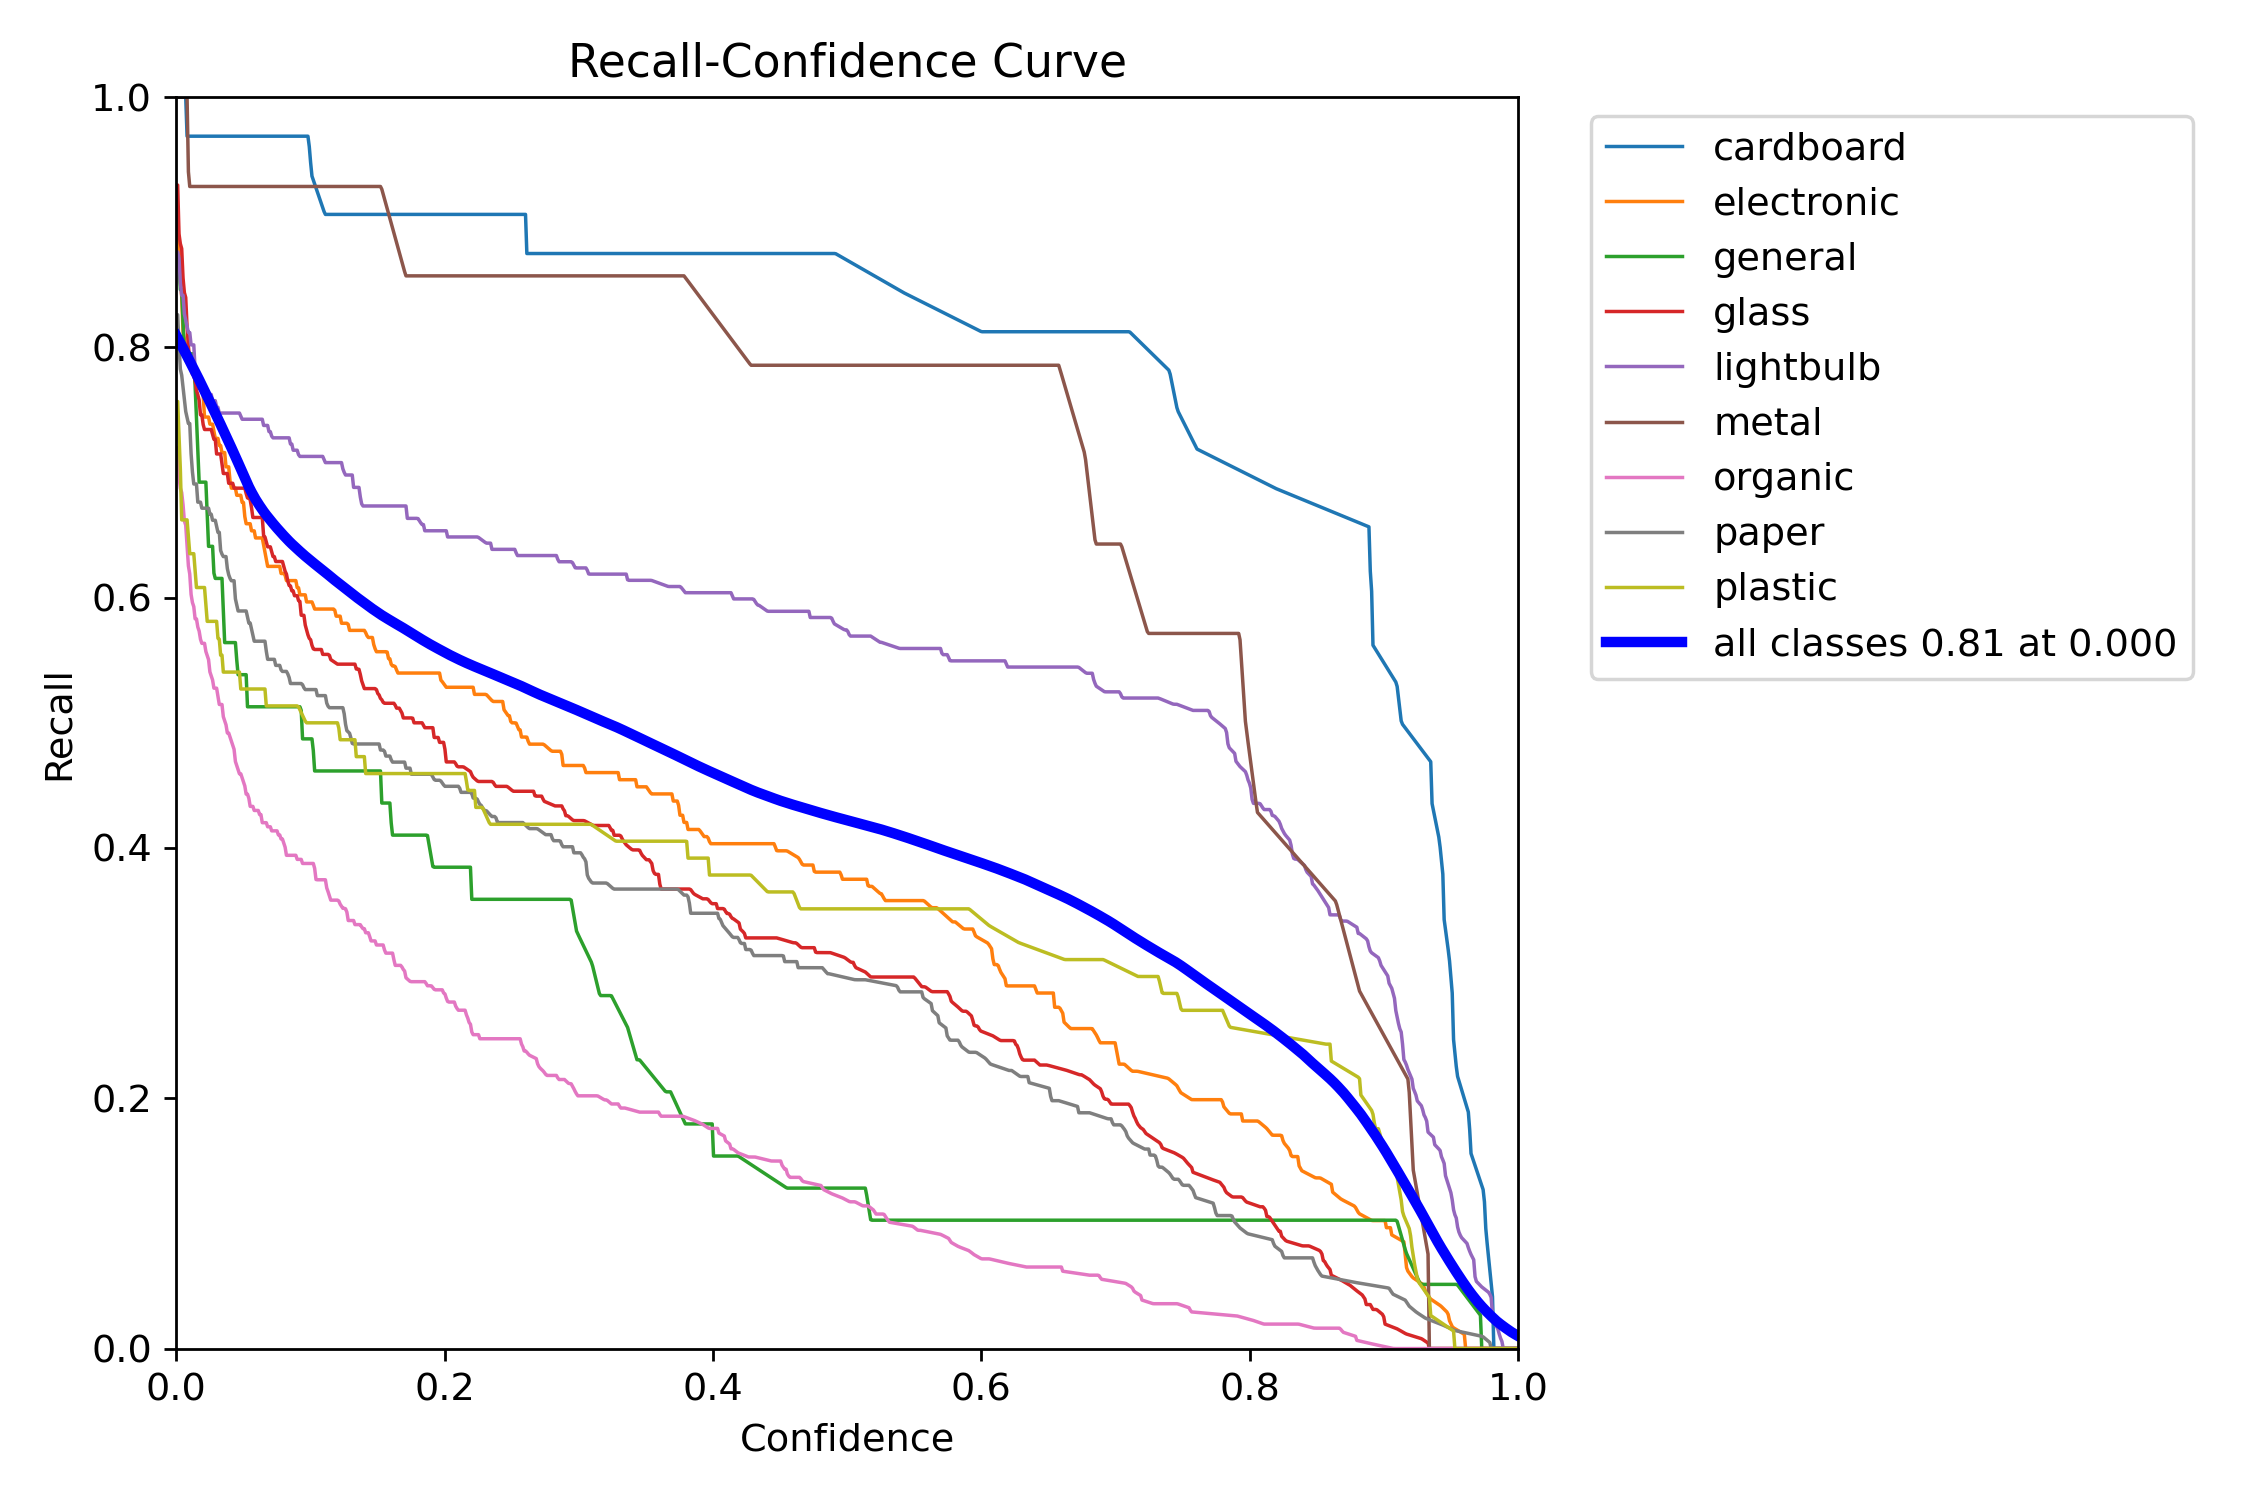 Recall-Confidence Curve
1.0
0.8
0.6
0.4
0.2
0.0
Recall
0.0 0.2 0.4 0.6 0.8 1.0
Confidence
cardboard
electronic
general
glass
lightbulb
metal
organic
paper
plastic
all classes 0.81 at 0.000